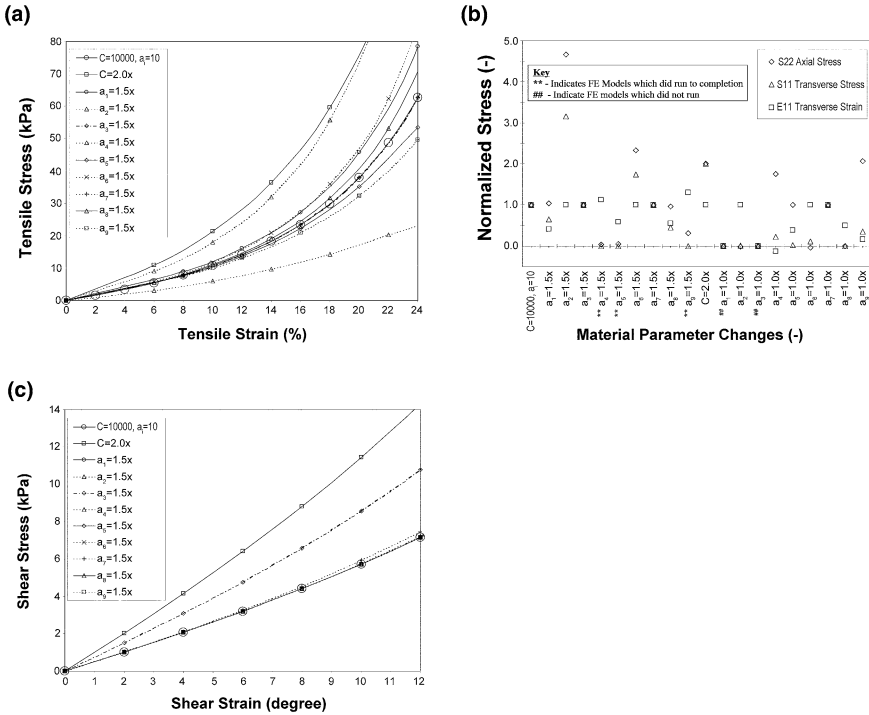 (a)
Tensile Stress (kPa)
80
70
60
50
40
30
20
10
0
C=10000, aᵢ=10
C=2.0x
a₁=1.5x
a₂=1.5x
a₃=1.5x
a₄=1.5x
a₅=1.5x
a₆=1.5x
a₇=1.5x
a₈=1.5x
a₉=1.5x
0 2 4 6 8 10 12 14 16 18 20 22 24
Tensile Strain (%)
(b)
Normalized Stress (-)
5.0
4.0
3.0
2.0
1.0
0.0
Key
** - Indicates FE Models which did run to completion
## - Indicate FE models which did not run
S22 Axial Stress
S11 Transverse Stress
E11 Transverse Strain
C=10000, aᵢ=10
a₁=1.5x
a₂=1.5x
a₃=1.5x
** a₄=1.5x
** a₅=1.5x
a₆=1.5x
a₇=1.5x
a₈=1.5x
** a₉=1.5x
C=2.0x
## a₁=1.0x
a₂=1.0x
## a₃=1.0x
a₄=1.0x
a₅=1.0x
a₆=1.0x
a₇=1.0x
a₈=1.0x
a₉=1.0x
Material Parameter Changes (-)
(c)
Shear Stress (kPa)
14
12
10
8
6
4
2
0
C=10000, aᵢ=10
C=2.0x
a₁=1.5x
a₂=1.5x
a₃=1.5x
a₄=1.5x
a₅=1.5x
a₆=1.5x
a₇=1.5x
a₈=1.5x
a₉=1.5x
0 1 2 3 4 5 6 7 8 9 10 11 12
Shear Strain (degree)